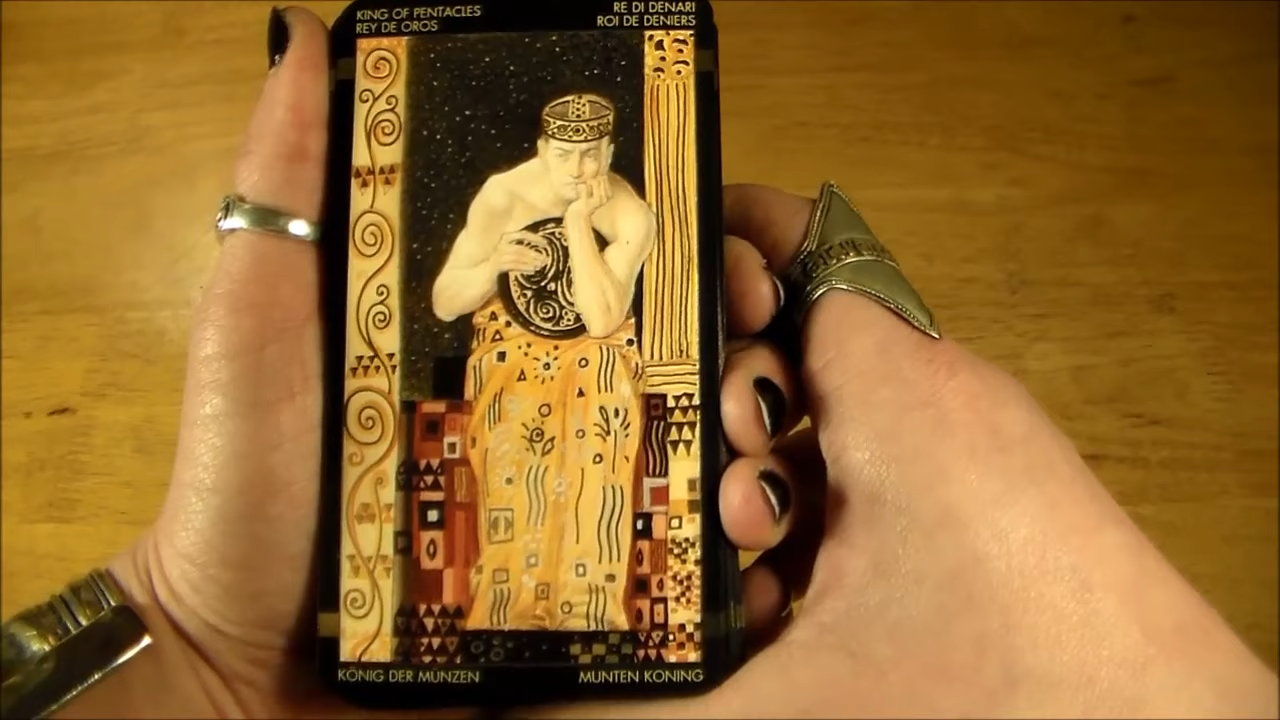 KING OF PENTACLES
REY DE OROS
RE DI DENARI
ROI DE DENIERS
KÖNIG DER MÜNZEN
MUNTEN KONING